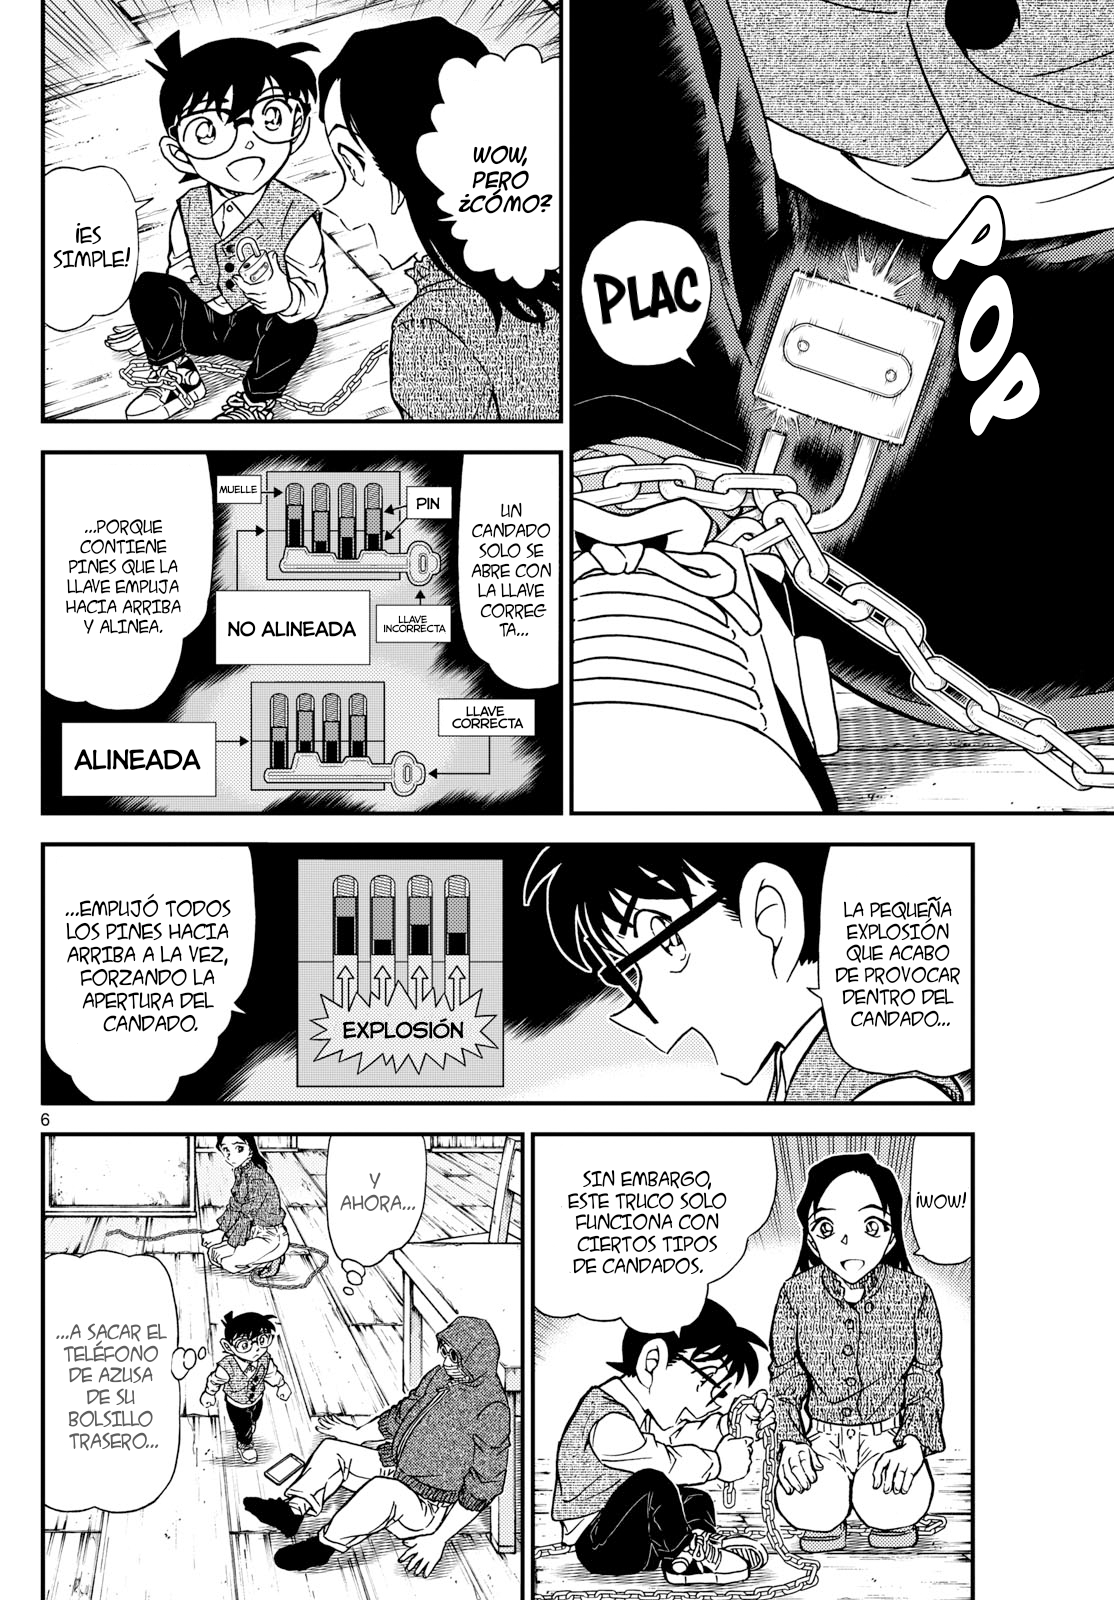 PLAC
POP
WOW,
PERO
¿CÓMO?
¡ES
SIMPLE!
UN
CANDADO
SOLO SE
ABRE CON
LA LLAVE
CORREC-
TA...
MUELLE
PIN
NO ALINEADA
LLAVE
INCORRECTA
...PORQUE
CONTIENE
PINES QUE LA
LLAVE EMPUJA
HACIA ARRIBA
Y ALINEA.
LLAVE
CORRECTA
ALINEADA
LA PEQUEÑA
EXPLOSIÓN
QUE ACABO
DE PROVOCAR
DENTRO DEL
CANDADO...
EXPLOSIÓN
...EMPUJÓ TODOS
LOS PINES HACIA
ARRIBA A LA VEZ,
FORZANDO LA
APERTURA DEL
CANDADO.
6
¡WOW!
SIN EMBARGO,
ESTE TRUCO SOLO
FUNCIONA CON
CIERTOS TIPOS
DE CANDADOS.
Y
AHORA...
...A SACAR EL
TELÉFONO
DE AZUSA
DE SU
BOLSILLO
TRASERO...